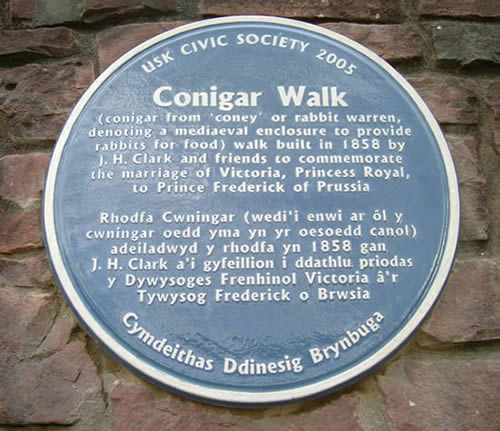 USK CIVIC SOCIETY 2005
Conigar Walk
(conigar from 'coney' or rabbit warren,
denoting a mediaeval enclosure to provide
rabbits for food) walk built in 1858 by
J. H. Clark and friends to commemorate
the marriage of Victoria, Princess Royal,
to Prince Frederick of Prussia
Rhodfa Cwningar (wedi'i enwi ar ôl y
cwningar oedd yma yn yr oesoedd canol)
adeiladwyd y rhodfa yn 1858 gan
J. H. Clark a'i gyfeillion i ddathlu priodas
y Dywysoges Frenhinol Victoria â'r
Tywysog Frederick o Brwsia
Cymdeithas Ddinesig Brynbuga